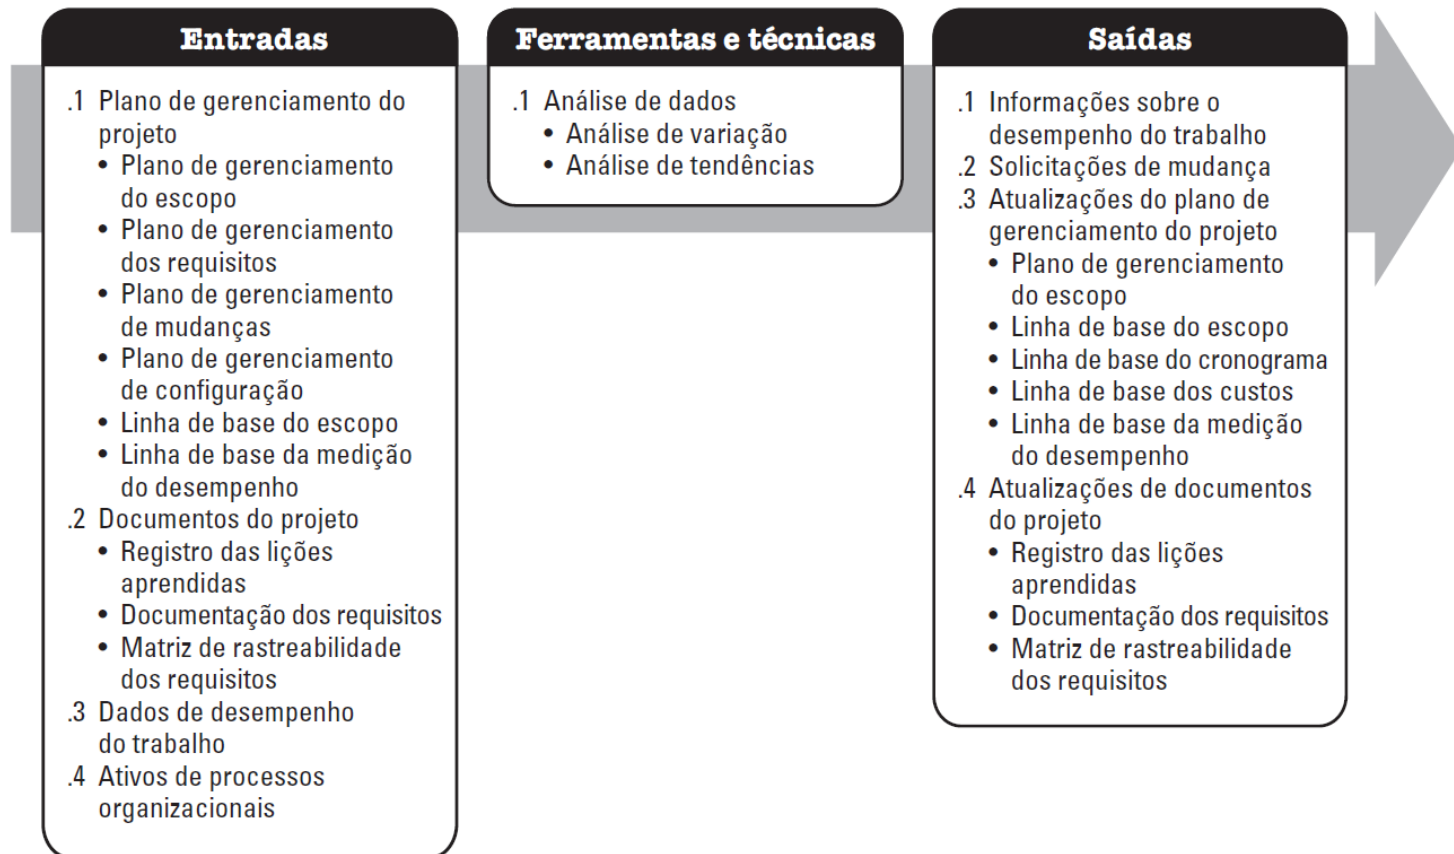 Entradas
.1 Plano de gerenciamento do
projeto
• Plano de gerenciamento
do escopo
• Plano de gerenciamento
dos requisitos
• Plano de gerenciamento
de mudanças
• Plano de gerenciamento
de configuração
• Linha de base do escopo
• Linha de base da medição
do desempenho
.2 Documentos do projeto
• Registro das lições
aprendidas
• Documentação dos requisitos
• Matriz de rastreabilidade
dos requisitos
.3 Dados de desempenho
do trabalho
.4 Ativos de processos
organizacionais
Ferramentas e técnicas
.1 Análise de dados
• Análise de variação
• Análise de tendências
Saídas
.1 Informações sobre o
desempenho do trabalho
.2 Solicitações de mudança
.3 Atualizações do plano de
gerenciamento do projeto
• Plano de gerenciamento
do escopo
• Linha de base do escopo
• Linha de base do cronograma
• Linha de base dos custos
• Linha de base da medição
do desempenho
.4 Atualizações de documentos
do projeto
• Registro das lições
aprendidas
• Documentação dos requisitos
• Matriz de rastreabilidade
dos requisitos